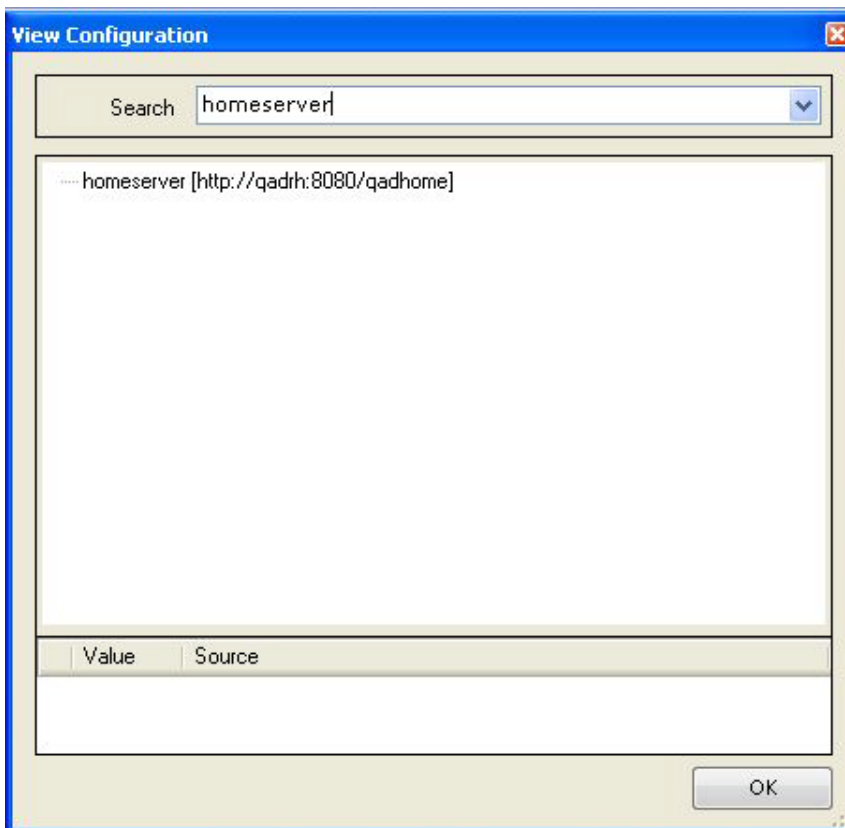 View Configuration
Search homeserver
homeserver [http://qadrh:8080/qadhome]
Value Source
OK